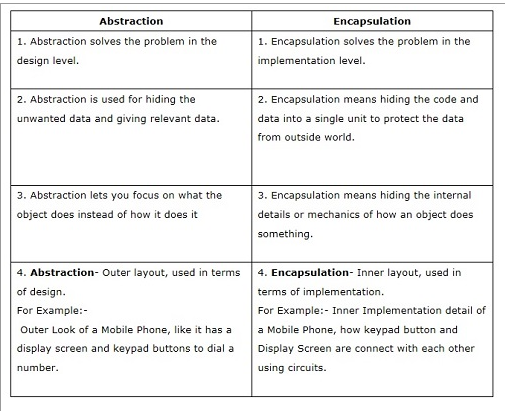 Abstraction
Encapsulation
1. Abstraction solves the problem in the
design level.
1. Encapsulation solves the problem in the
implementation level.
2. Abstraction is used for hiding the
unwanted data and giving relevant data.
2. Encapsulation means hiding the code and
data into a single unit to protect the data
from outside world.
3. Abstraction lets you focus on what the
object does instead of how it does it
3. Encapsulation means hiding the internal
details or mechanics of how an object does
something.
4. Abstraction- Outer layout, used in terms
of design.
For Example:-
Outer Look of a Mobile Phone, like it has a
display screen and keypad buttons to dial a
number.
4. Encapsulation- Inner layout, used in
terms of implementation.
For Example:- Inner Implementation detail of
a Mobile Phone, how keypad button and
Display Screen are connect with each other
using circuits.